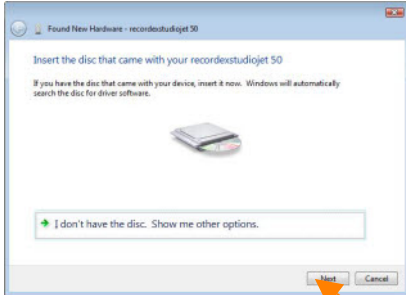 Found New Hardware - recordexstudiojet 50
Insert the disc that came with your recordexstudiojet 50
If you have the disc that came with your device, insert it now. Windows will automatically
search the disc for driver software.
I don't have the disc. Show me other options.
Next
Cancel